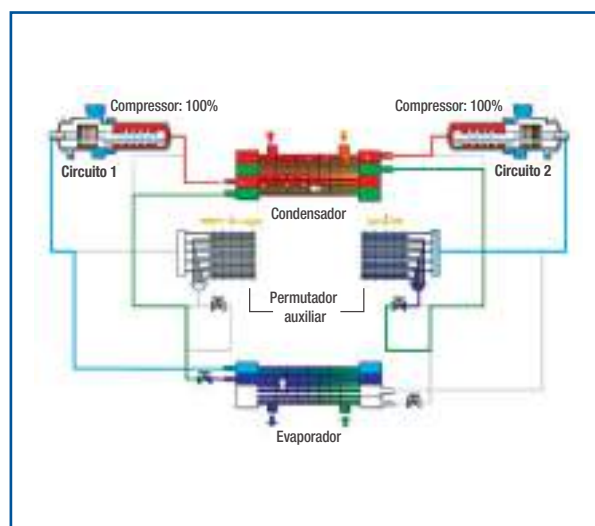 Compressor: 100%
Compressor: 100%
Circuito 1
Circuito 2
Condensador
Permutador
auxiliar
Evaporador